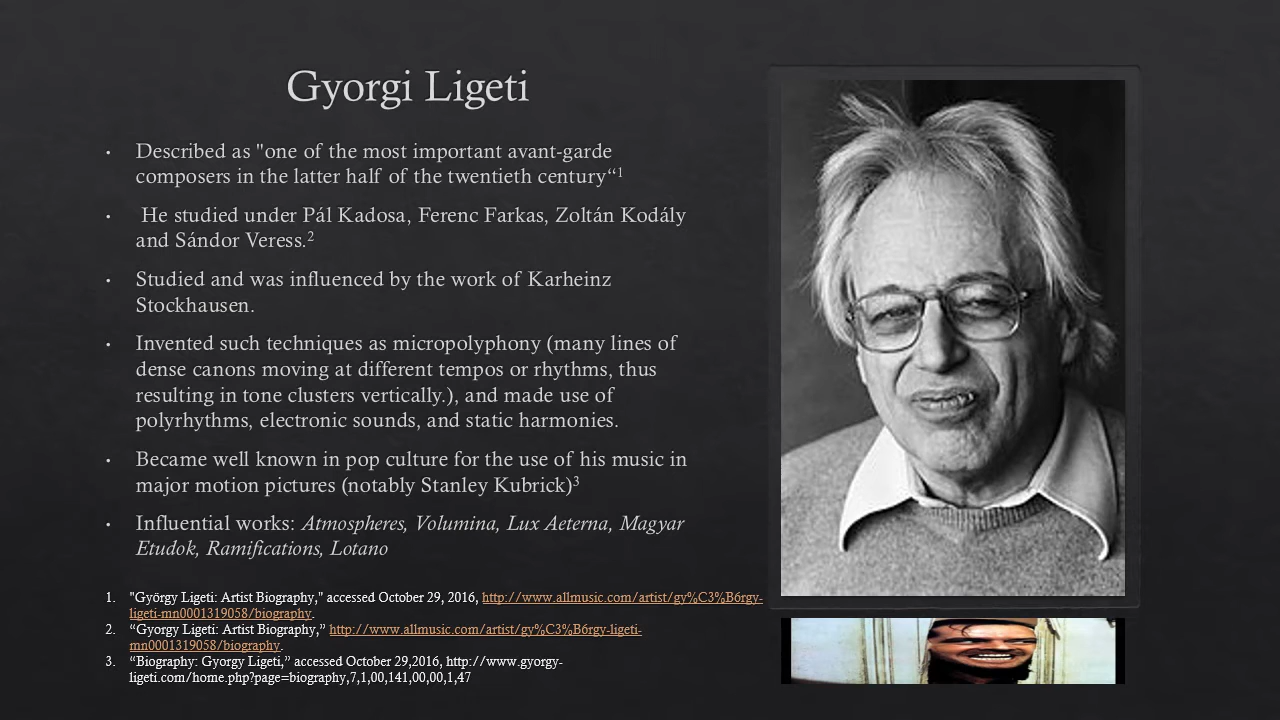 Gyorgi Ligeti
• Described as "one of the most important avant-garde
composers in the latter half of the twentieth century“1
• He studied under Pál Kadosa, Ferenc Farkas, Zoltán Kodály
and Sándor Veress.2
• Studied and was influenced by the work of Karheinz
Stockhausen.
• Invented such techniques as micropolyphony (many lines of
dense canons moving at different tempos or rhythms, thus
resulting in tone clusters vertically.), and made use of
polyrhythms, electronic sounds, and static harmonies.
• Became well known in pop culture for the use of his music in
major motion pictures (notably Stanley Kubrick)3
• Influential works: Atmospheres, Volumina, Lux Aeterna, Magyar
Etudok, Ramifications, Lotano
1. "György Ligeti: Artist Biography," accessed October 29, 2016, http://www.allmusic.com/artist/gy%C3%B6rgy-
ligeti-mn0001319058/biography.
2. “Gyorgy Ligeti: Artist Biography,” http://www.allmusic.com/artist/gy%C3%B6rgy-ligeti-
mn0001319058/biography.
3. “Biography: Gyorgy Ligeti,” accessed October 29,2016, http://www.gyorgy-
ligeti.com/home.php?page=biography,7,1,00,141,00,00,1,47